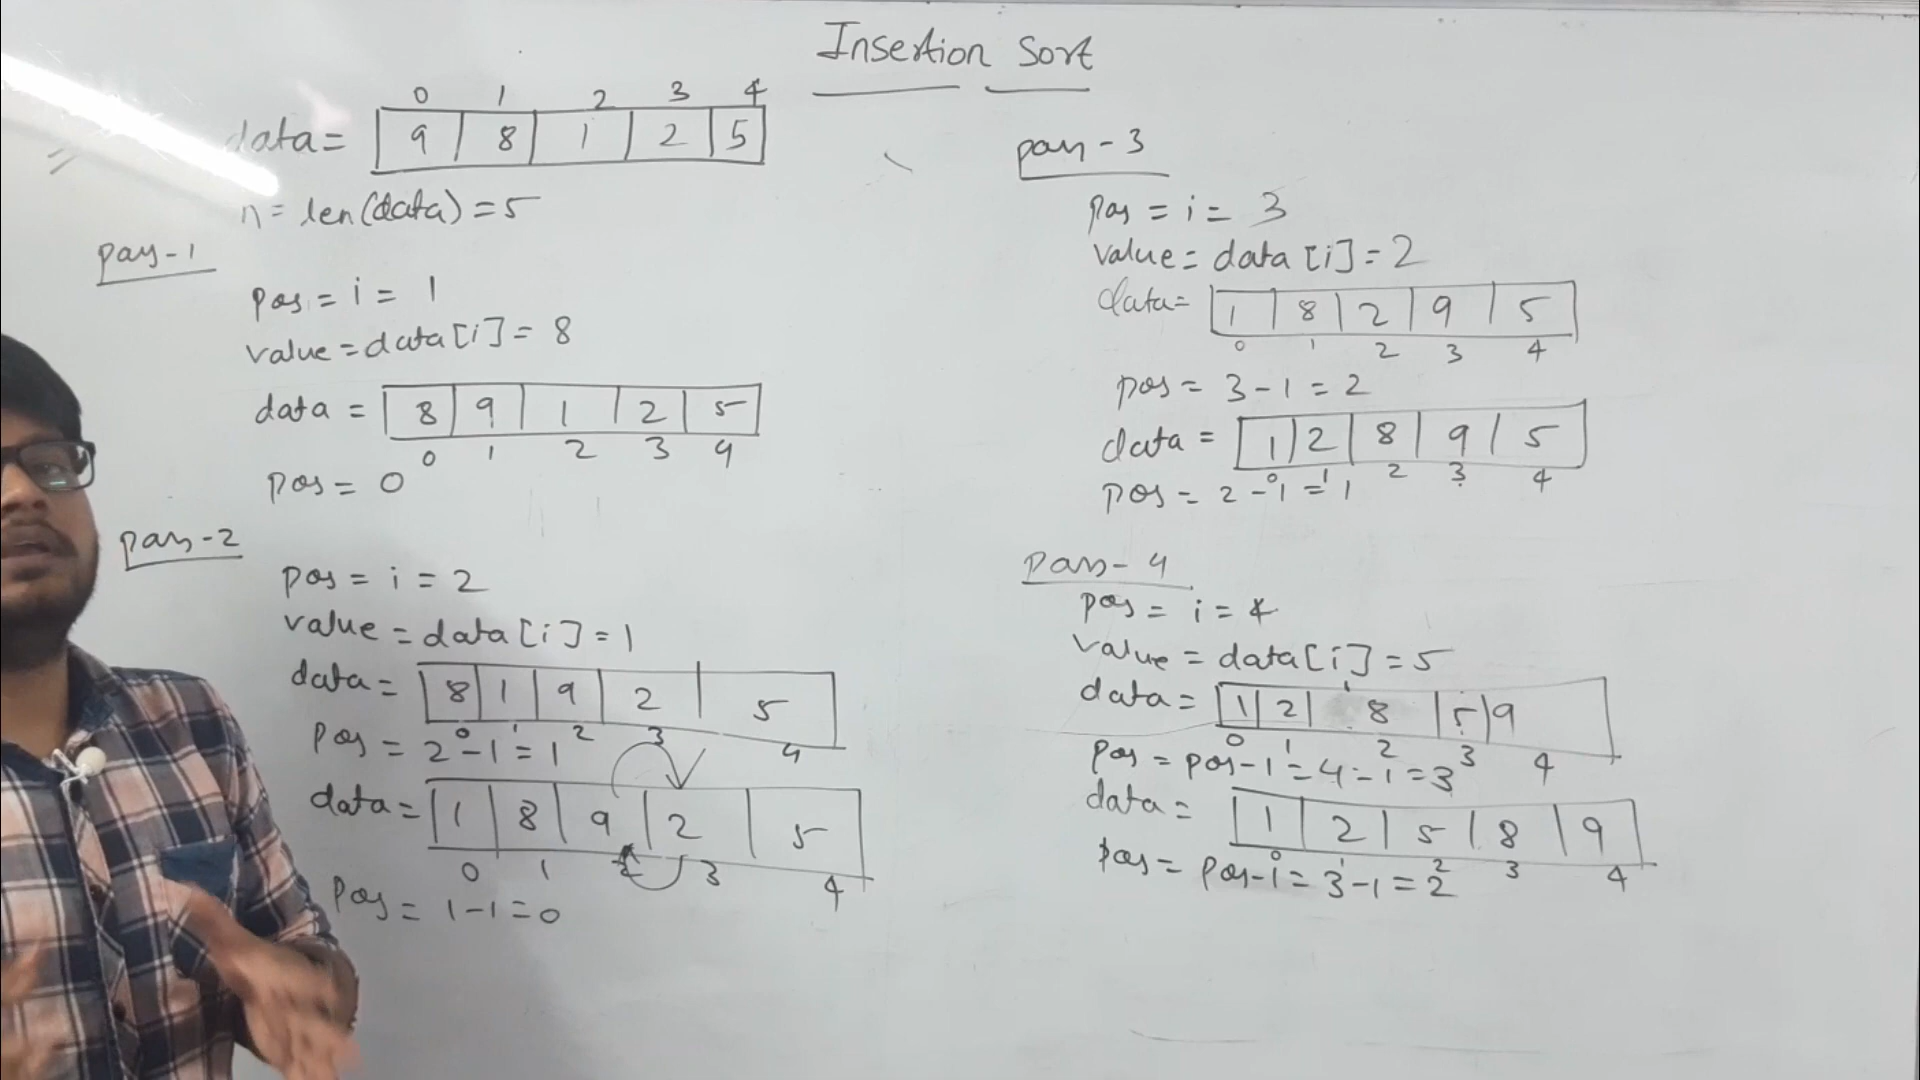 Insertion Sort
0 1 2 3 4
data= 9 8 1 2 5
n= len(data) = 5
pass-1
pos = i = 1
value = data[i] = 8
data = 8 9 1 2 5
0 1 2 3 4
pos = 0
pass-2
pos = i = 2
value = data[i] = 1
data= 8 1 9 2 5
0 1 2 3 4
pos = 2-1=1
data= 1 8 9 2 5
0 1 2 3 4
pos = 1-1=0
pass-3
pos = i = 3
value = data[i]=2
data= 1 8 2 9 5
0 1 2 3 4
pos = 3-1 = 2
data = 1 2 8 9 5
0 1 2 3 4
pos = 2-1 = 1
pass-4
pos = i = 4
value = data[i] = 5
data= 1 2 8 5 9
0 1 2 3 4
pos = pos-1 = 4-1=3
data= 1 2 5 8 9
0 1 2 3 4
pos = pos-1 = 3-1=2